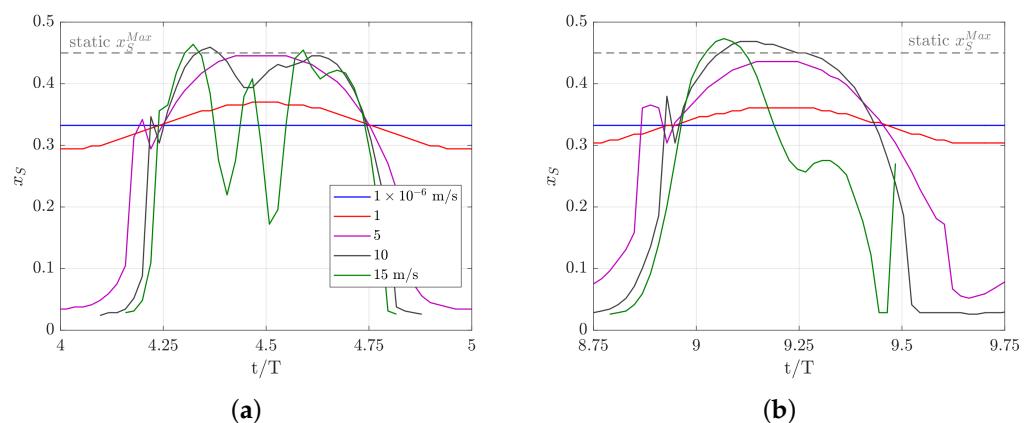 0.5
0.4
0.3
0.2
0.1
0
x_S
static x_S^{Max}
1 × 10^{-6} m/s
1
5
10
15 m/s
4 4.25 4.5 4.75 5
t/T
(a)
0.5
0.4
0.3
0.2
0.1
0
x_S
static x_S^{Max}
8.75 9 9.25 9.5 9.75
t/T
(b)